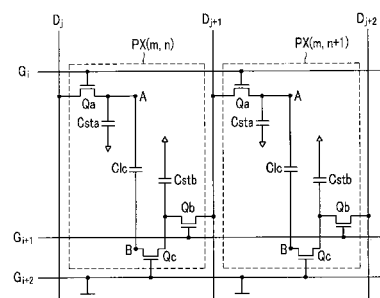 Dj Dj+1 Dj+2
PX(m, n) PX(m, n+1)
Gi
Qa A Qa A
Csta Csta
Clc Cstb Clc Cstb
Qb Qb
Gi+1
B Qc B Qc
Gi+2